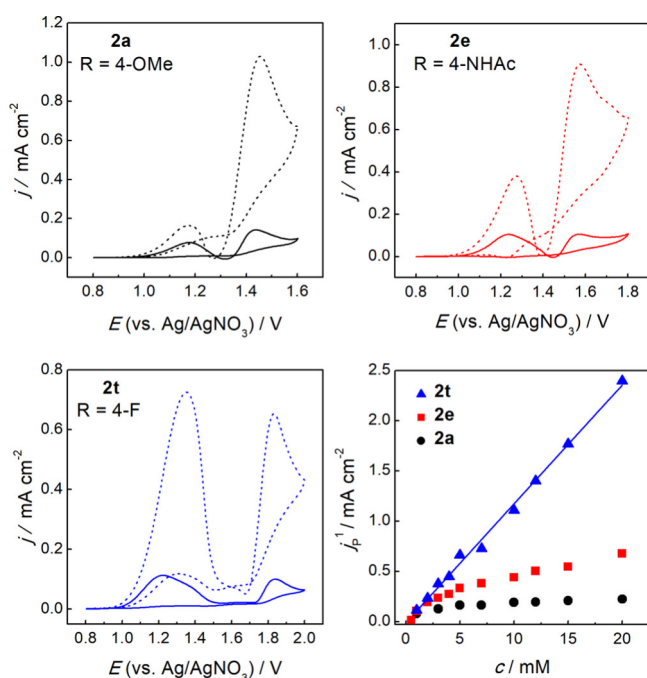 2a
R = 4-OMe
1.0
0.8
0.6
0.4
0.2
0.0
j / mA cm⁻²
0.8 1.0 1.2 1.4 1.6
E (vs. Ag/AgNO₃) / V
2e
R = 4-NHAc
1.0
0.8
0.6
0.4
0.2
0.0
j / mA cm⁻²
0.8 1.0 1.2 1.4 1.6 1.8
E (vs. Ag/AgNO₃) / V
2t
R = 4-F
0.8
0.6
0.4
0.2
0.0
j / mA cm⁻²
0.8 1.0 1.2 1.4 1.6 1.8 2.0
E (vs. Ag/AgNO₃) / V
2t
2e
2a
2.5
2.0
1.5
1.0
0.5
0.0
jₚ¹ / mA cm⁻²
0 5 10 15 20
c / mM